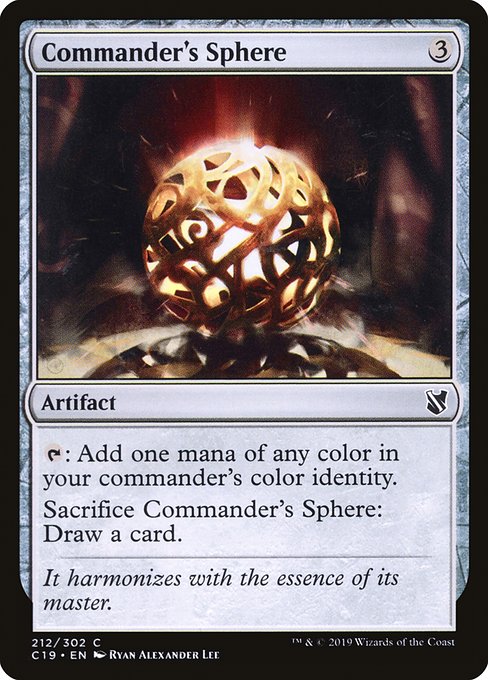 Commander's Sphere 3
Artifact
: Add one mana of any color in
your commander's color identity.
Sacrifice Commander's Sphere:
Draw a card.
It harmonizes with the essence of its
master.
212/302 C
C19 • EN Ryan Alexander Lee
™ & © 2019 Wizards of the Coast